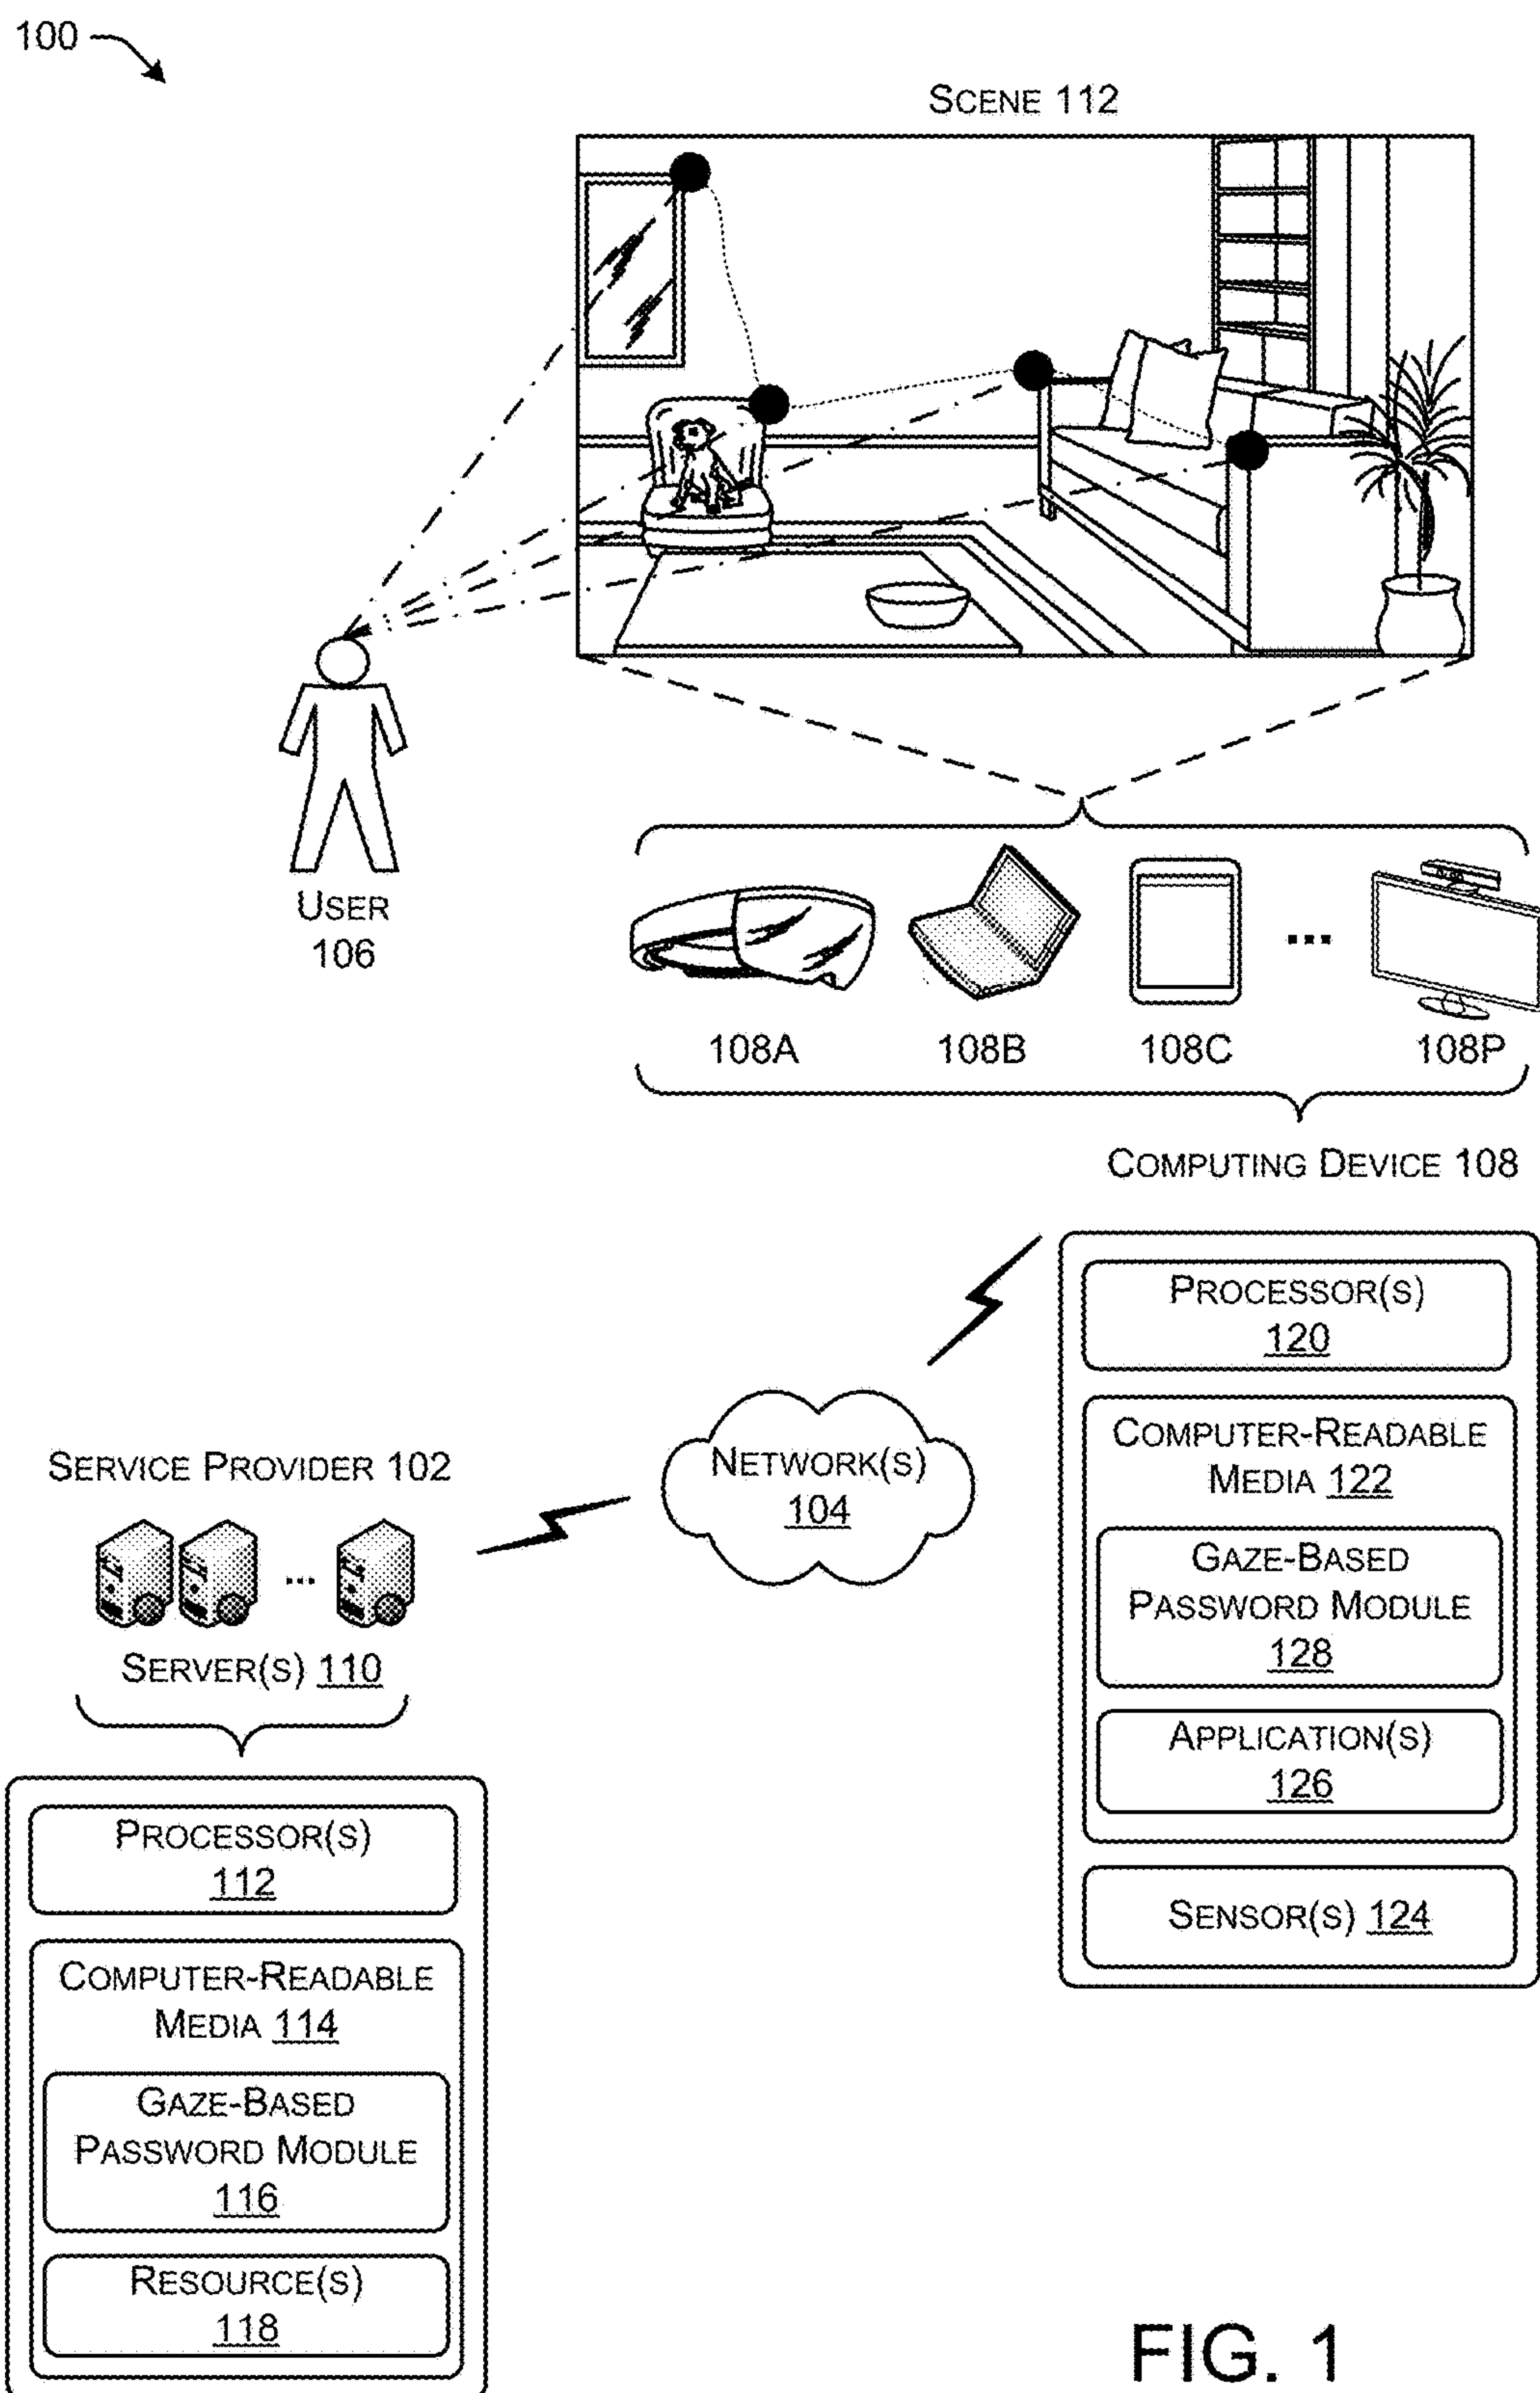 100
SCENE 112
USER
106
108A
108B
108C
...
108P
COMPUTING DEVICE 108
PROCESSOR(S)
120
COMPUTER-READABLE
MEDIA 122
GAZE-BASED
PASSWORD MODULE
128
APPLICATION(S)
126
SENSOR(S) 124
NETWORK(S)
104
SERVICE PROVIDER 102
...
SERVER(S) 110
PROCESSOR(S)
112
COMPUTER-READABLE
MEDIA 114
GAZE-BASED
PASSWORD MODULE
116
RESOURCE(S)
118
FIG. 1